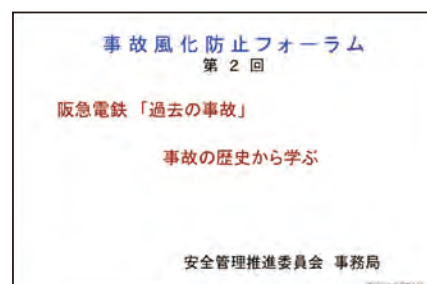 事故風化防止フォーラム
第2回
阪急電鉄「過去の事故」
事故の歴史から学ぶ
安全管理推進委員会 事務局